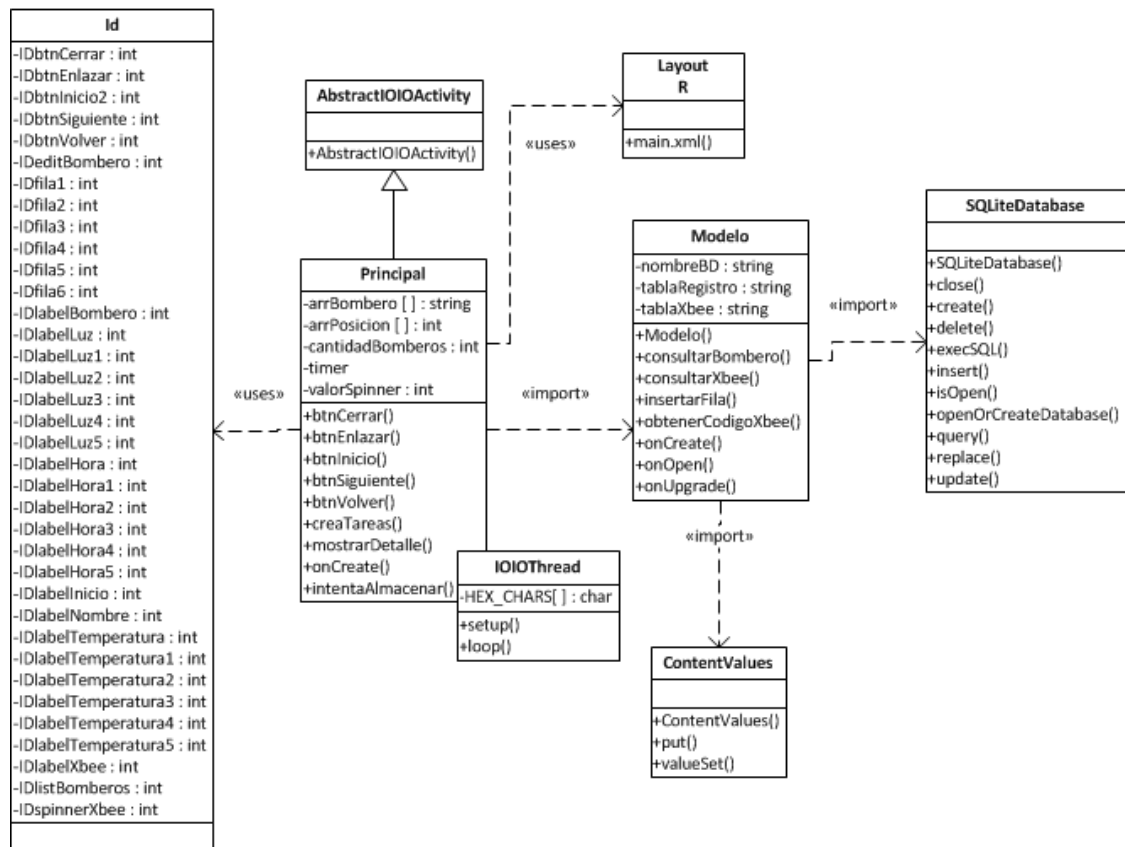 Id
-IDbtnCerrar : int
-IDbtnEnlazar : int
-IDbtnInicio2 : int
-IDbtnSiguiente : int
-IDbtnVolver : int
-IDeditBombero : int
-IDfila1 : int
-IDfila2 : int
-IDfila3 : int
-IDfila4 : int
-IDfila5 : int
-IDfila6 : int
-IDlabelBombero : int
-IDlabelLuz : int
-IDlabelLuz1 : int
-IDlabelLuz2 : int
-IDlabelLuz3 : int
-IDlabelLuz4 : int
-IDlabelLuz5 : int
-IDlabelHora : int
-IDlabelHora1 : int
-IDlabelHora2 : int
-IDlabelHora3 : int
-IDlabelHora4 : int
-IDlabelHora5 : int
-IDlabelInicio : int
-IDlabelNombre : int
-IDlabelTemperatura : int
-IDlabelTemperatura1 : int
-IDlabelTemperatura2 : int
-IDlabelTemperatura3 : int
-IDlabelTemperatura4 : int
-IDlabelTemperatura5 : int
-IDlabelXbee : int
-IDlistBomberos : int
-IDspinnerXbee : int
«uses»
AbstractIOIOActivity
+AbstractIOIOActivity()
Principal
-arrBombero [ ] : string
-arrPosicion [ ] : int
-cantidadBomberos : int
-timer
-valorSpinner : int
+btnCerrar()
+btnEnlazar()
+btnInicio()
+btnSiguiente()
+btnVolver()
+creaTareas()
+mostrarDetalle()
+onCreate()
+intentaAlmacenar()
IOIOThread
-HEX_CHARS[ ] : char
+setup()
+loop()
«uses»
«import»
Layout
R
+main.xml()
Modelo
-nombreBD : string
-tablaRegistro : string
-tablaXbee : string
+Modelo()
+consultarBombero()
+consultarXbee()
+insertarFila()
+obtenerCodigoXbee()
+onCreate()
+onOpen()
+onUpgrade()
«import»
«import»
ContentValues
+ContentValues()
+put()
+valueSet()
SQLiteDatabase
+SQLiteDatabase()
+close()
+create()
+delete()
+execSQL()
+insert()
+isOpen()
+openOrCreateDatabase()
+query()
+replace()
+update()